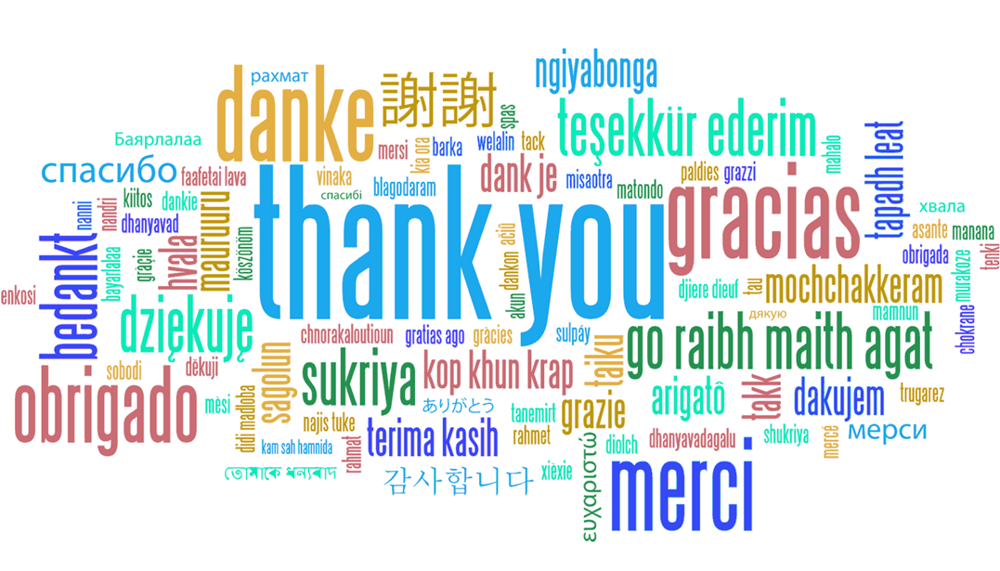 ngiyabonga
рахмат
danke
謝謝
spas
teşekkür ederim
Баярлалаа
mersi
kia ora
barka
welalin
tack
mahalo
tapadh leat
спасибо
faafetai lava
vinaka
blagodaram
dank je
misaotra
matondo
paldies
grazzi
nanni
nandri
kiitos
dankie
mauruuru
спасибі
thank you
gracias
хвала
dhanyavad
köszönöm
aciū
asante
manana
bedankt
bayarlalaa
graçie
hvala
dankon
obrigada
tenki
enkosi
akun
djiere dieuf
tau
mochchakkeram
murakoze
dziękuję
chnorakaloutioun
gratias ago
gràcies
sulpáy
дякую
mamnun
chokrane
go raibh maith agat
sobodi
děkuji
sagolun
sukriya
kop khun krap
taiku
obrigado
mèsi
didi madloba
ありがとう
tanemirt
grazie
arigatô
takk
dakujem
trugarez
najis tuke
terima kasih
rahmet
diolch
dhanyavadagalu
shukriya
mercé
мерси
kam sah hamnida
rahmat
তোমাকে ধন্যবাদ
감사합니다
xièxie
ευχαριστώ
merci